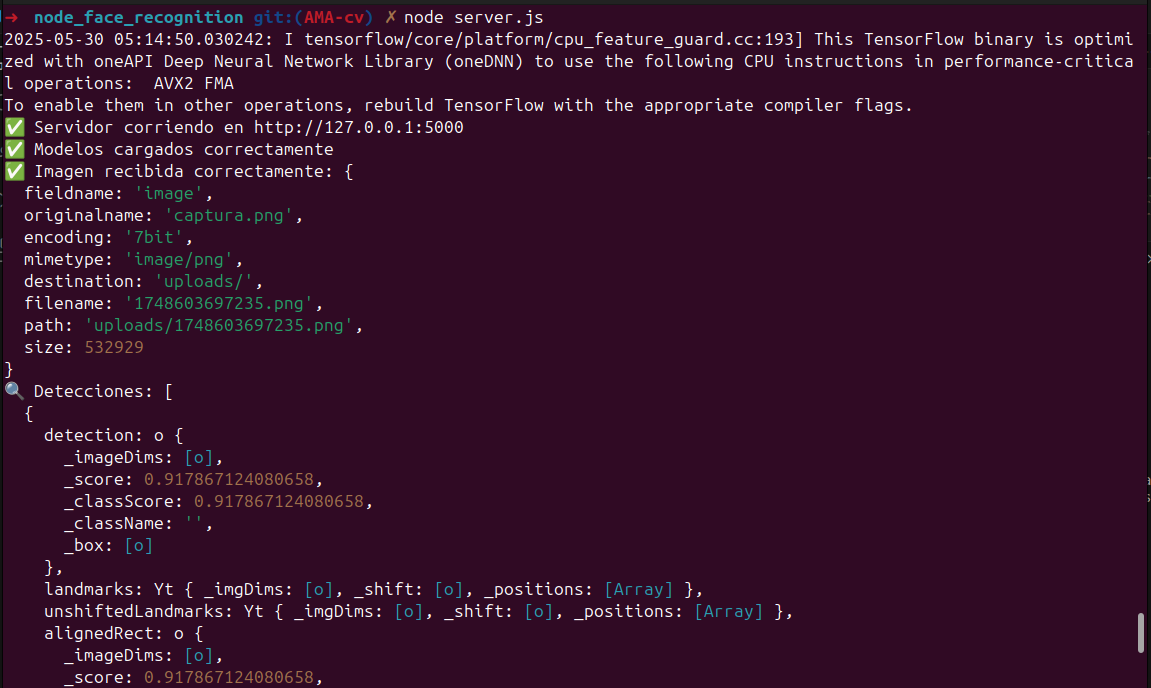 → node_face_recognition git:(AMA-cv) ✗ node server.js
2025-05-30 05:14:50.030242: I tensorflow/core/platform/cpu_feature_guard.cc:193] This TensorFlow binary is optimi
zed with oneAPI Deep Neural Network Library (oneDNN) to use the following CPU instructions in performance-critica
l operations:  AVX2 FMA
To enable them in other operations, rebuild TensorFlow with the appropriate compiler flags.
✅ Servidor corriendo en http://127.0.0.1:5000
✅ Modelos cargados correctamente
✅ Imagen recibida correctamente: {
  fieldname: 'image',
  originalname: 'captura.png',
  encoding: '7bit',
  mimetype: 'image/png',
  destination: 'uploads/',
  filename: '1748603697235.png',
  path: 'uploads/1748603697235.png',
  size: 532929
}
🔍 Detecciones: [
  {
    detection: o {
      _imageDims: [o],
      _score: 0.917867124080658,
      _classScore: 0.917867124080658,
      _className: '',
      _box: [o]
    },
    landmarks: Yt { _imgDims: [o], _shift: [o], _positions: [Array] },
    unshiftedLandmarks: Yt { _imgDims: [o], _shift: [o], _positions: [Array] },
    alignedRect: o {
      _imageDims: [o],
      _score: 0.917867124080658,